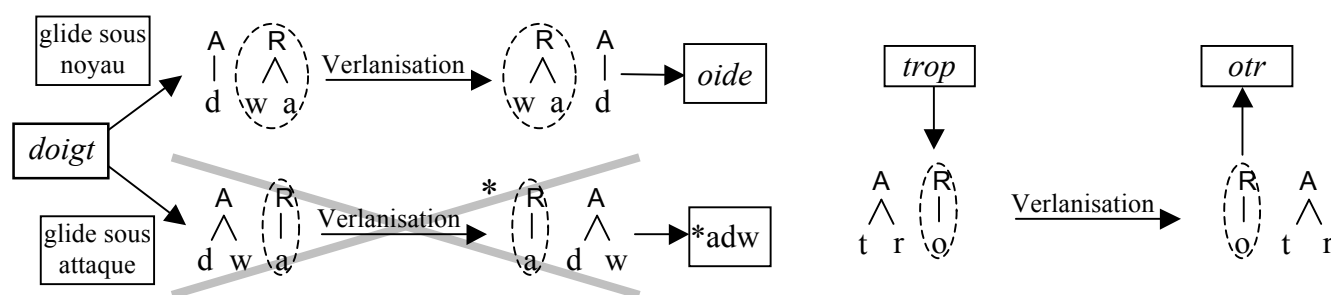 glide sous
noyau
A R
Verlanisation
R A
d w a
w a d
oide
doigt
glide sous
attaque
A R
Verlanisation
*
R A
d w a
a d w
*adw
trop
otr
A R
Verlanisation
R A
t r o
o t r